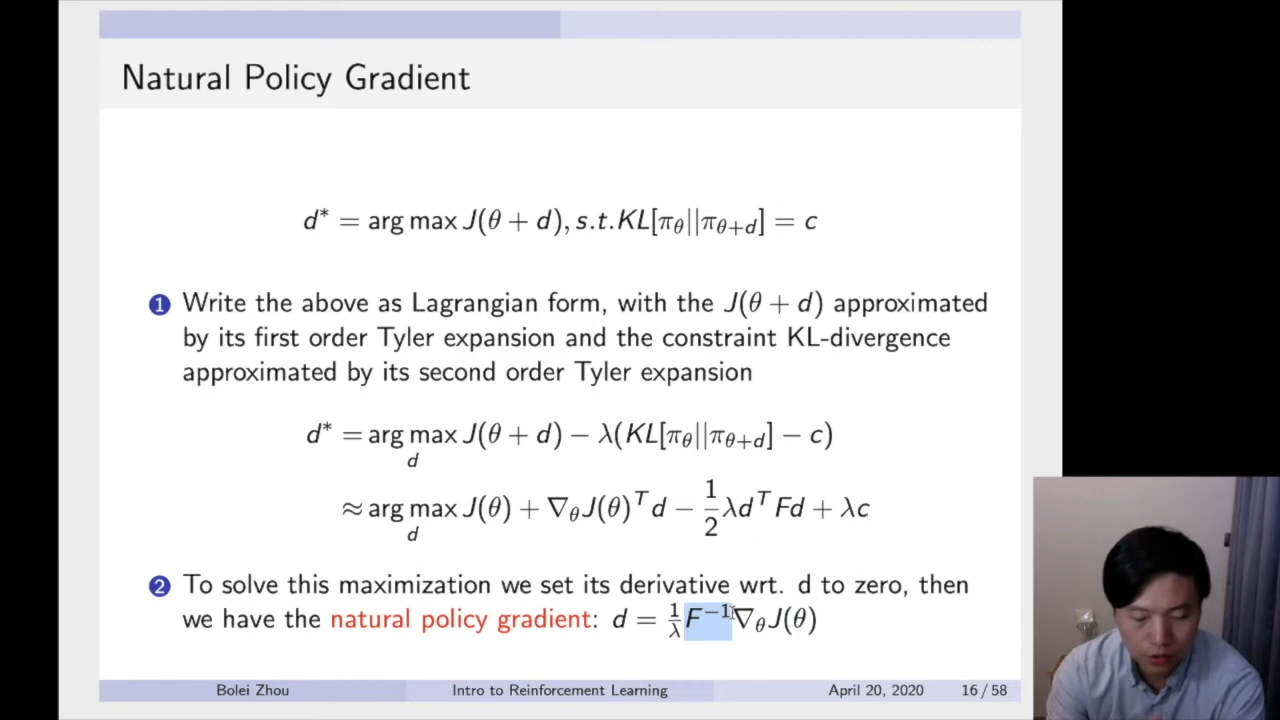 Natural Policy Gradient
d* = arg max J(θ + d), s.t.KL[πθ||πθ+d] = c
1 Write the above as Lagrangian form, with the J(θ + d) approximated
by its first order Tyler expansion and the constraint KL-divergence
approximated by its second order Tyler expansion
d* = arg max_d J(θ + d) − λ(KL[πθ||πθ+d] − c)
≈ arg max_d J(θ) + ∇θJ(θ)^T d − 1/2 λd^T Fd + λc
2 To solve this maximization we set its derivative wrt. d to zero, then
we have the natural policy gradient: d = 1/λ F^−1 ∇θJ(θ)
Bolei Zhou Intro to Reinforcement Learning April 20, 2020 16 / 58